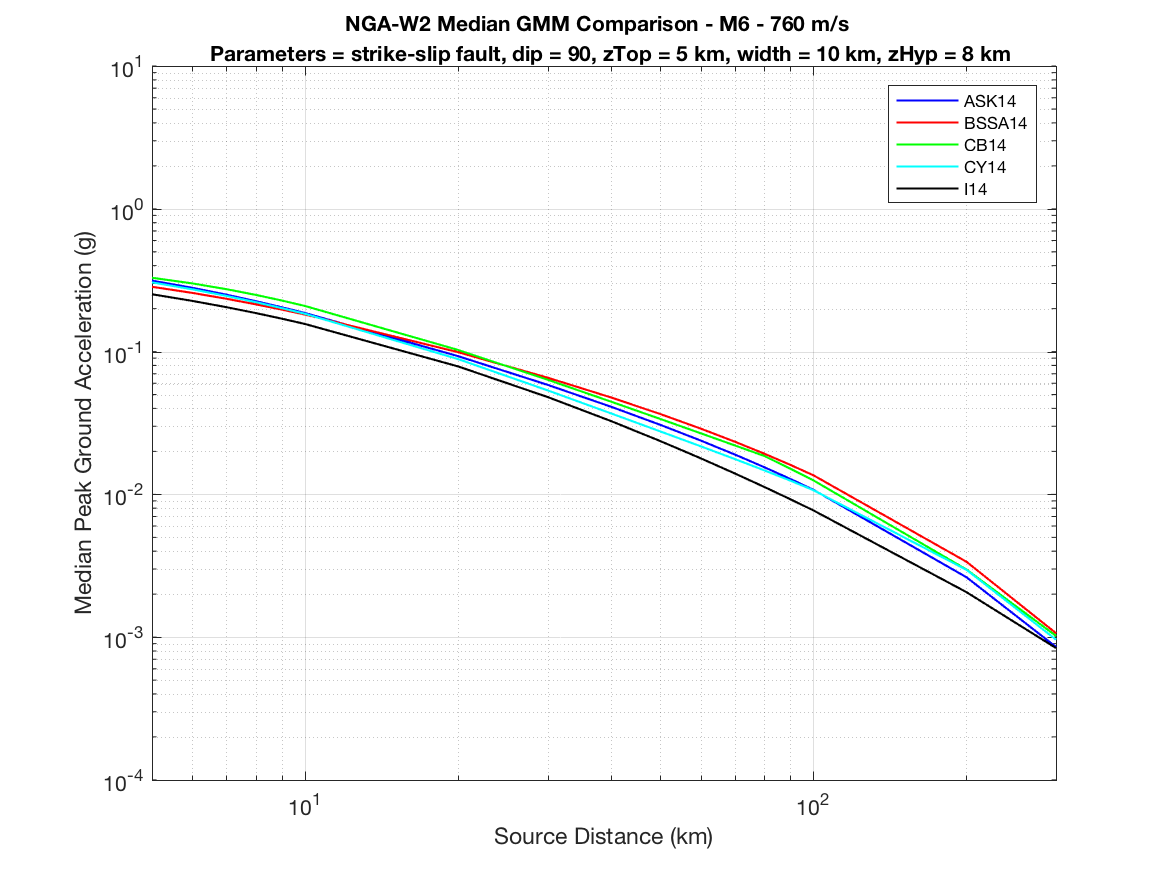 NGA-W2 Median GMM Comparison - M6 - 760 m/s
Parameters = strike-slip fault, dip = 90, zTop = 5 km, width = 10 km, zHyp = 8 km
10^1
10^0
10^-1
10^-2
10^-3
10^-4
Median Peak Ground Acceleration (g)
ASK14
BSSA14
CB14
CY14
I14
10^1
10^2
Source Distance (km)